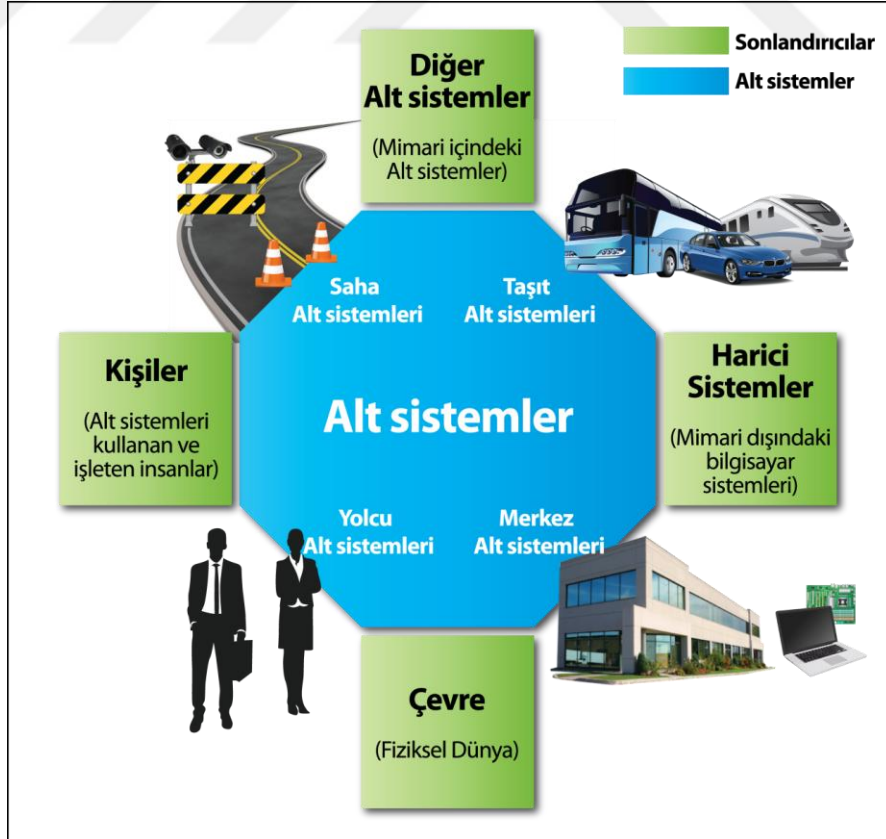 Sonlandırıcılar
Alt sistemler
Diğer
Alt sistemler
(Mimari içindeki
Alt sistemler)
Saha
Alt sistemleri
Taşıt
Alt sistemleri
Kişiler
(Alt sistemleri
kullanan ve
işleten insanlar)
Alt sistemler
Harici
Sistemler
(Mimari dışındaki
bilgisayar
sistemleri)
Yolcu
Alt sistemleri
Merkez
Alt sistemleri
Çevre
(Fiziksel Dünya)